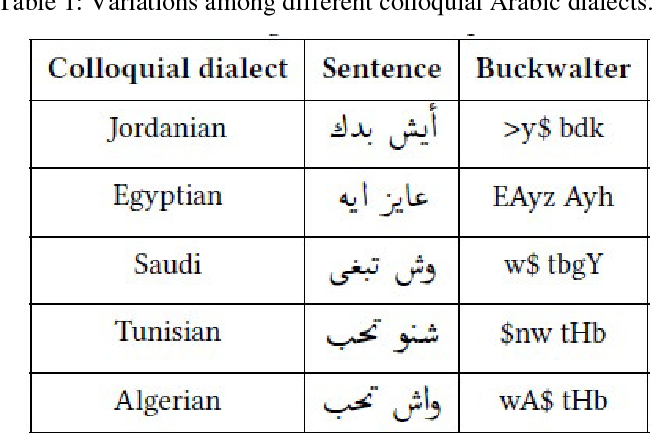 Table 1: Variations among different colloquial Arabic dialects.
Colloquial dialect Sentence Buckwalter
Jordanian أيش بدك >y$ bdk
Egyptian عايز ايه EAyz Ayh
Saudi وش تبغى w$ tbgY
Tunisian شنو تحب $nw tHb
Algerian واش تحب wA$ tHb